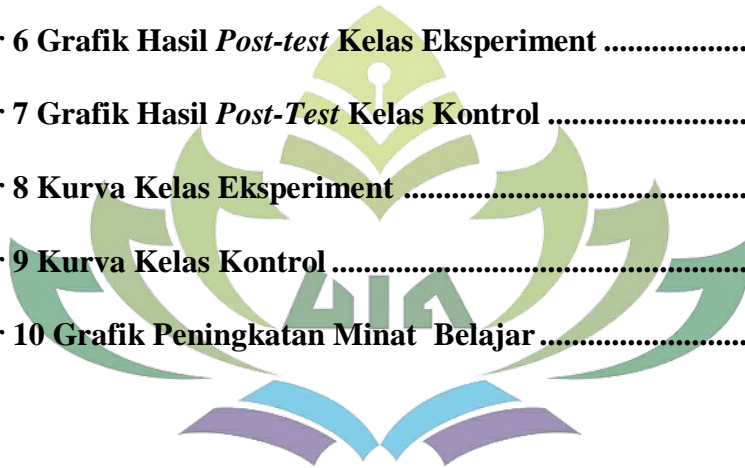 r 6 Grafik Hasil Post-test Kelas Eksperiment ..................
r 7 Grafik Hasil Post-Test Kelas Kontrol .........................
r 8 Kurva Kelas Eksperiment ...........................................
r 9 Kurva Kelas Kontrol ....................................................
r 10 Grafik Peningkatan Minat  Belajar ..........................
UIN